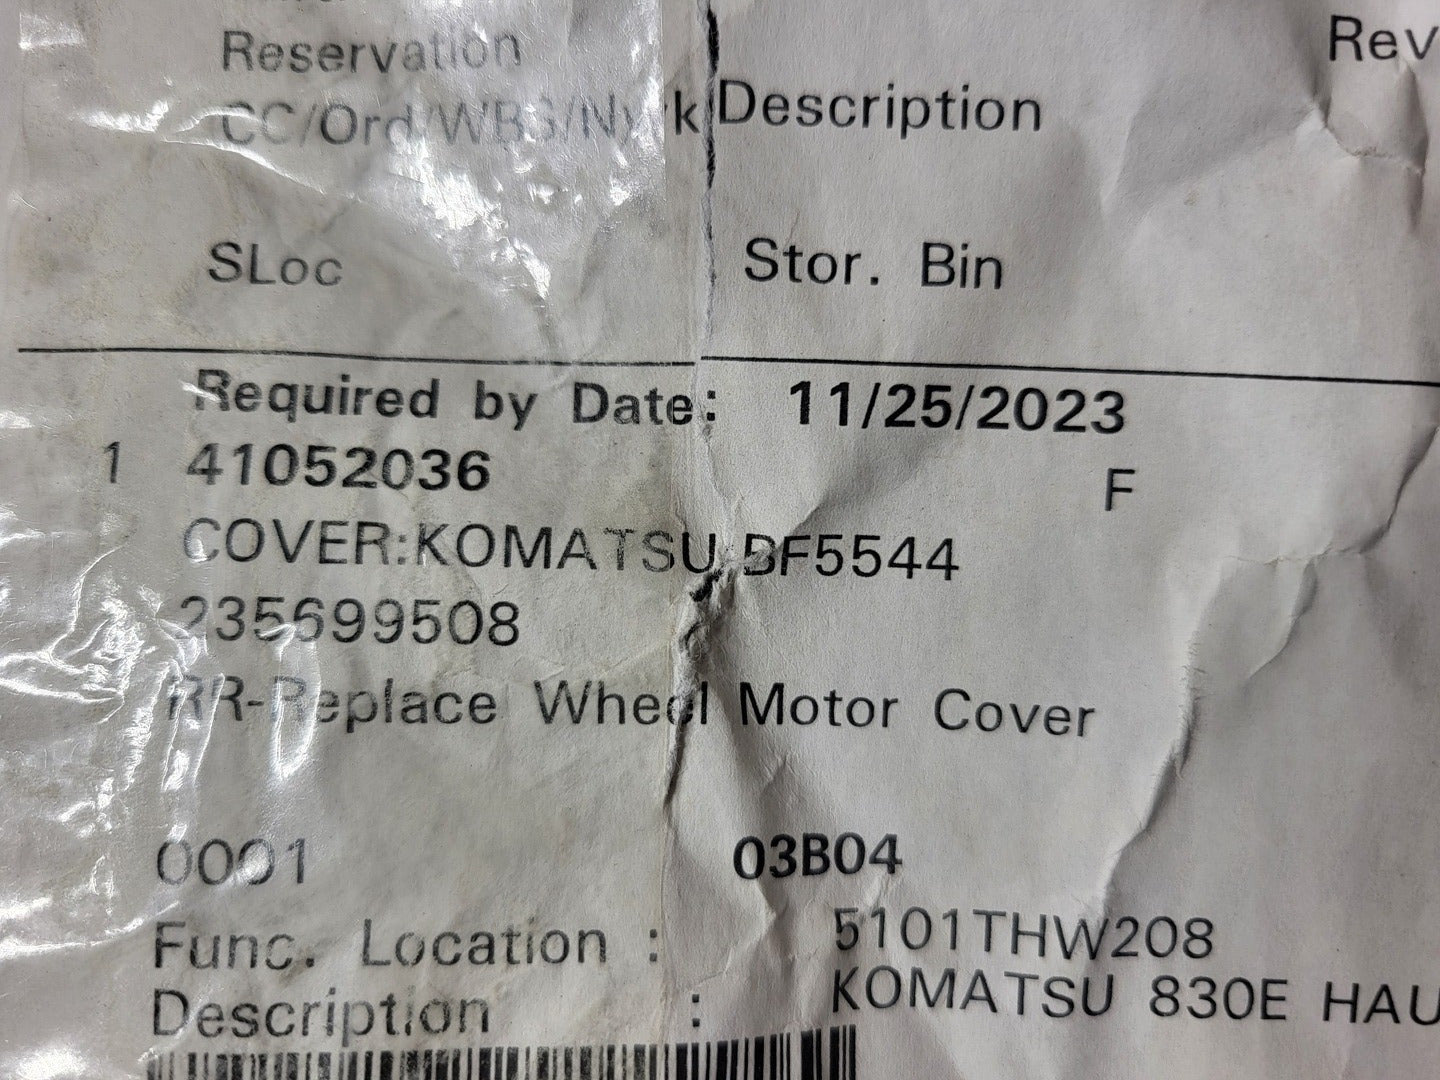 Reservation Rev
CC/Ord/WBS/Ntwrk Description
SLoc Stor. Bin
Required by Date: 11/25/2023
1 41052036 F
COVER:KOMATSU BF5544
235699508
RR-Replace Wheel Motor Cover
0001 03B04
Func. Location : 5101THW208
Description : KOMATSU 830E HAU